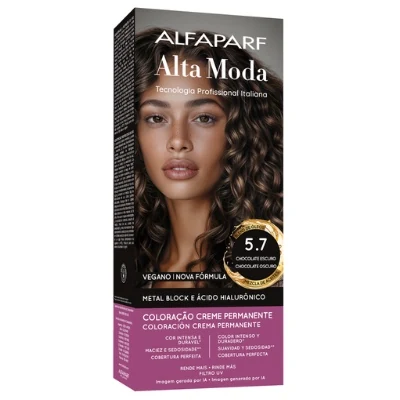 ALFAPARF
Alta Moda
Tecnologia Profissional Italiana
5.7
CHOCOLATE ESCURO
CHOCOLATE OSCURO
VEGANO | NOVA FÓRMULA
METAL BLOCK E ÁCIDO HIALURÔNICO
COLORAÇÃO CREME PERMANENTE
COLORACIÓN CREMA PERMANENTE
COR INTENSA E DURÁVEL*
MACIEZ E SEDOSIDADE**
COBERTURA PERFEITA
COLOR INTENSO Y DURADERO*
SUAVIDAD Y SEDOSIDAD**
COBERTURA PERFECTA
RENDE MAIS • RINDE MÁS
FILTRO UV
Imagem gerada por IA • Imagen generada por IA